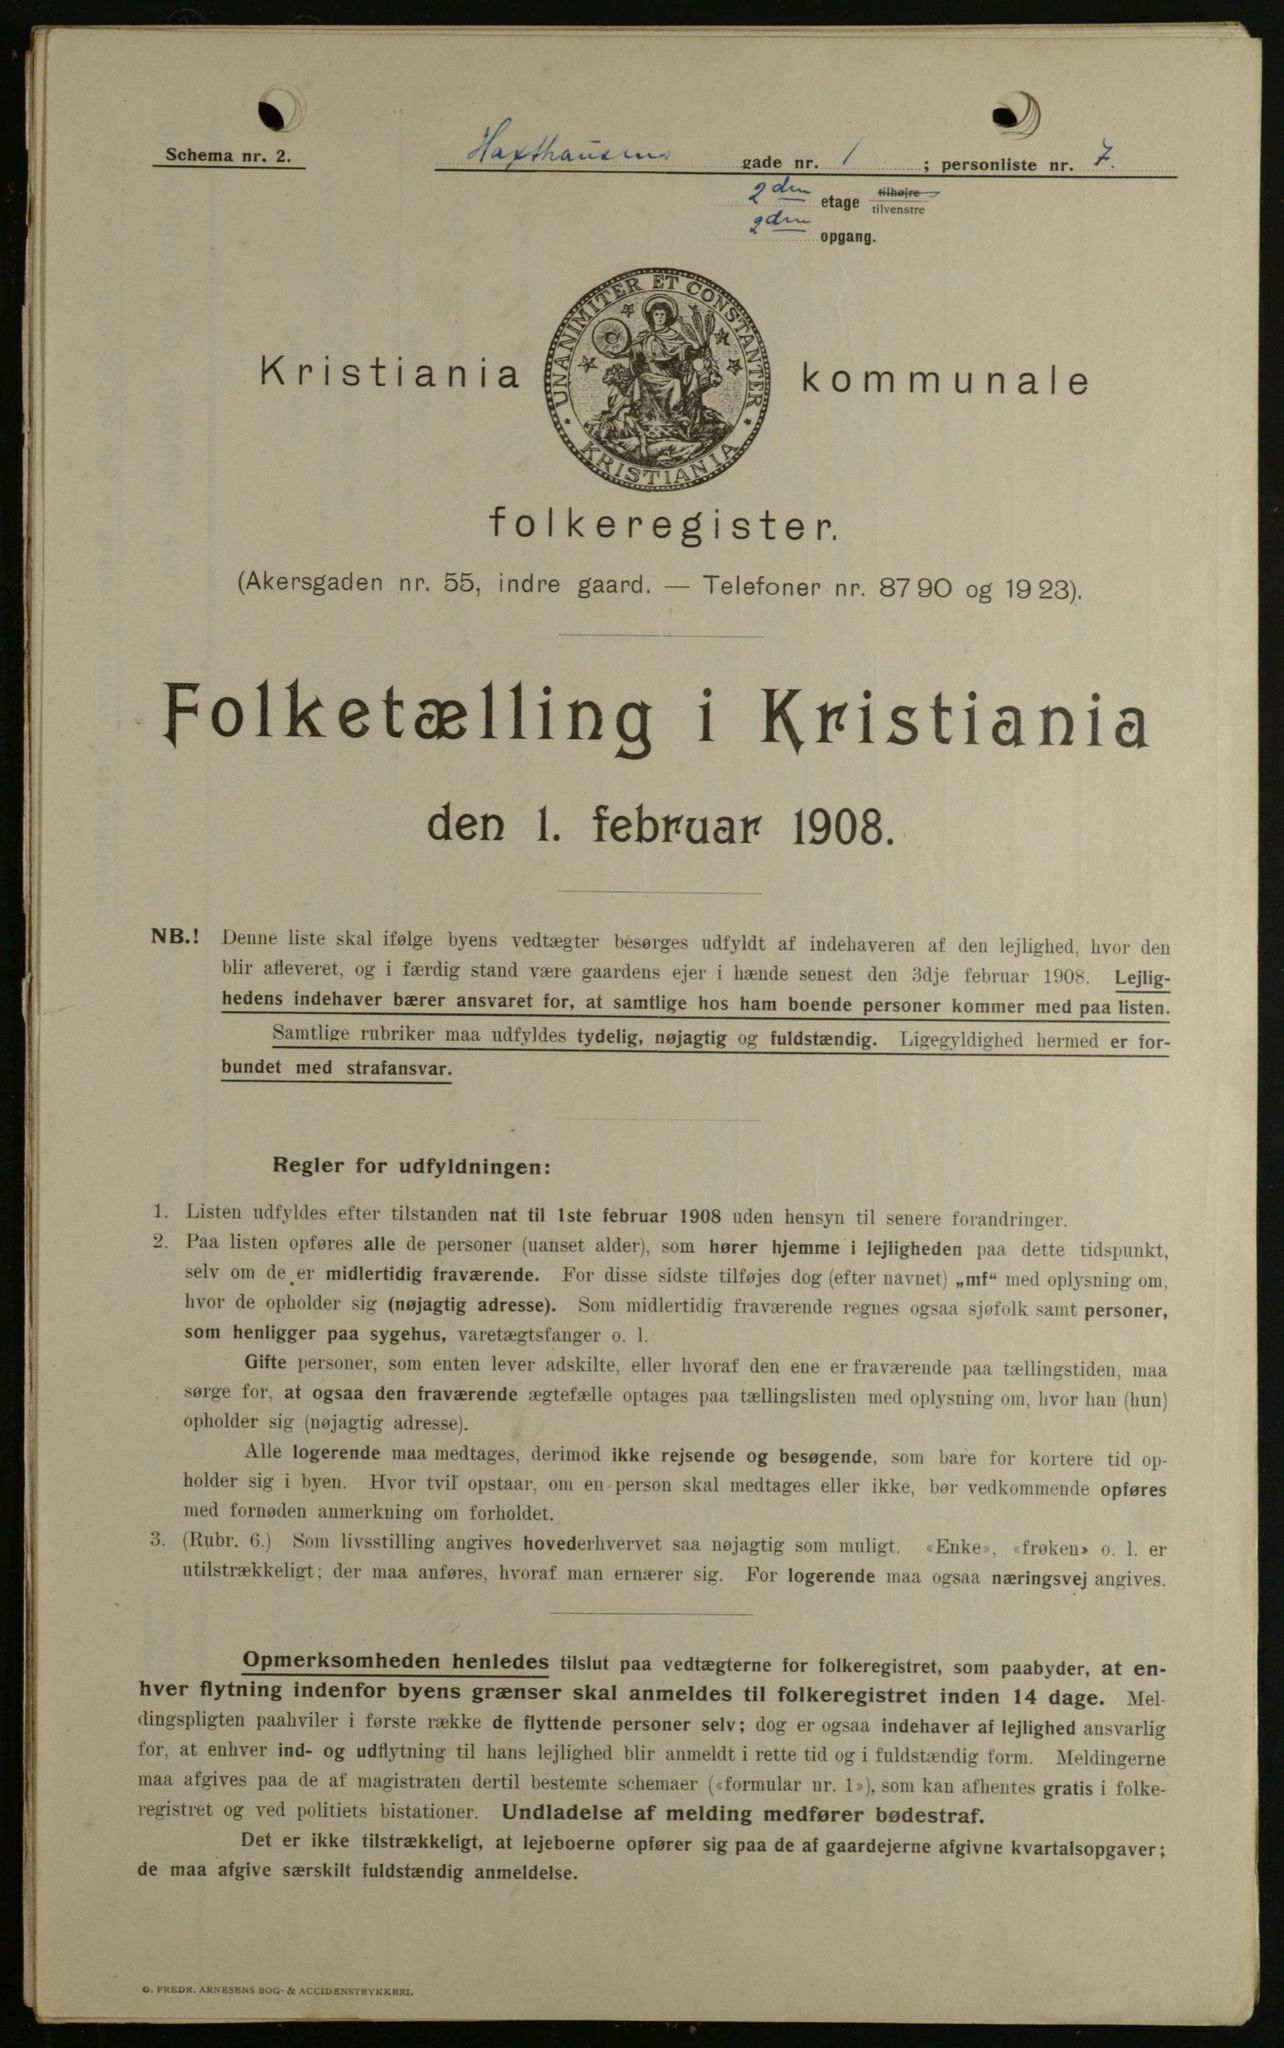 Schema nr. 2.
Haxthausens gade nr. 1 ; personliste nr. 7.
2den etage tilhøjre
tilvenstre
2den opgang.
UNANIMITER ET CONSTANTER
KRISTIANIA
Kristiania kommunale
folkeregister.
(Akersgaden nr. 55, indre gaard. — Telefoner nr. 87 90 og 19 23).
Folketælling i Kristiania
den 1. februar 1908.
NB.! Denne liste skal ifølge byens vedtægter besørges udfyldt af indehaveren af den lejlighed, hvor den
blir afleveret, og i færdig stand være gaardens ejer i hænde senest den 3dje februar 1908. Lejlig-
hedens indehaver bærer ansvaret for, at samtlige hos ham boende personer kommer med paa listen.
Samtlige rubriker maa udfyldes tydelig, nøjagtig og fuldstændig. Ligegyldighed hermed er for-
bundet med strafansvar.
Regler for udfyldningen:
1. Listen udfyldes efter tilstanden nat til 1ste februar 1908 uden hensyn til senere forandringer.
2. Paa listen opføres alle de personer (uanset alder), som hører hjemme i lejligheden paa dette tidspunkt,
selv om de er midlertidig fraværende. For disse sidste tilføjes dog (efter navnet) „mf“ med oplysning om,
hvor de opholder sig (nøjagtig adresse). Som midlertidig fraværende regnes ogsaa sjøfolk samt personer,
som henligger paa sygehus, varetægtsfanger o. l.
Gifte personer, som enten lever adskilte, eller hvoraf den ene er fraværende paa tællingstiden, maa
sørge for, at ogsaa den fraværende ægtefælle optages paa tællingslisten med oplysning om, hvor han (hun)
opholder sig (nøjagtig adresse).
Alle logerende maa medtages, derimod ikke rejsende og besøgende, som bare for kortere tid op-
holder sig i byen. Hvor tvil opstaar, om en person skal medtages eller ikke, bør vedkommende opføres
med fornøden anmerkning om forholdet.
3. (Rubr. 6.) Som livsstilling angives hovederhvervet saa nøjagtig som muligt. «Enke», «frøken» o. l. er
utilstrækkeligt; der maa anføres, hvoraf man ernærer sig. For logerende maa ogsaa næringsvej angives.
Opmerksomheden henledes tilslut paa vedtægterne for folkeregistret, som paabyder, at en-
hver flytning indenfor byens grænser skal anmeldes til folkeregistret inden 14 dage. Mel-
dingspligten paahviler i første række de flyttende personer selv; dog er ogsaa indehaver af lejlighed ansvarlig
for, at enhver ind- og udflytning til hans lejlighed blir anmeldt i rette tid og i fuldstændig form. Meldingerne
maa afgives paa de af magistraten dertil bestemte schemaer («formular nr. 1»), som kan afhentes gratis i folke-
registret og ved politiets bistationer. Undladelse af melding medfører bødestraf.
Det er ikke tilstrækkeligt, at lejeboerne opfører sig paa de af gaardejerne afgivne kvartalsopgaver;
de maa afgive særskilt fuldstændig anmeldelse.
O. FREDR. ARNESENS BOG- & ACCIDENSTRYKKERI.